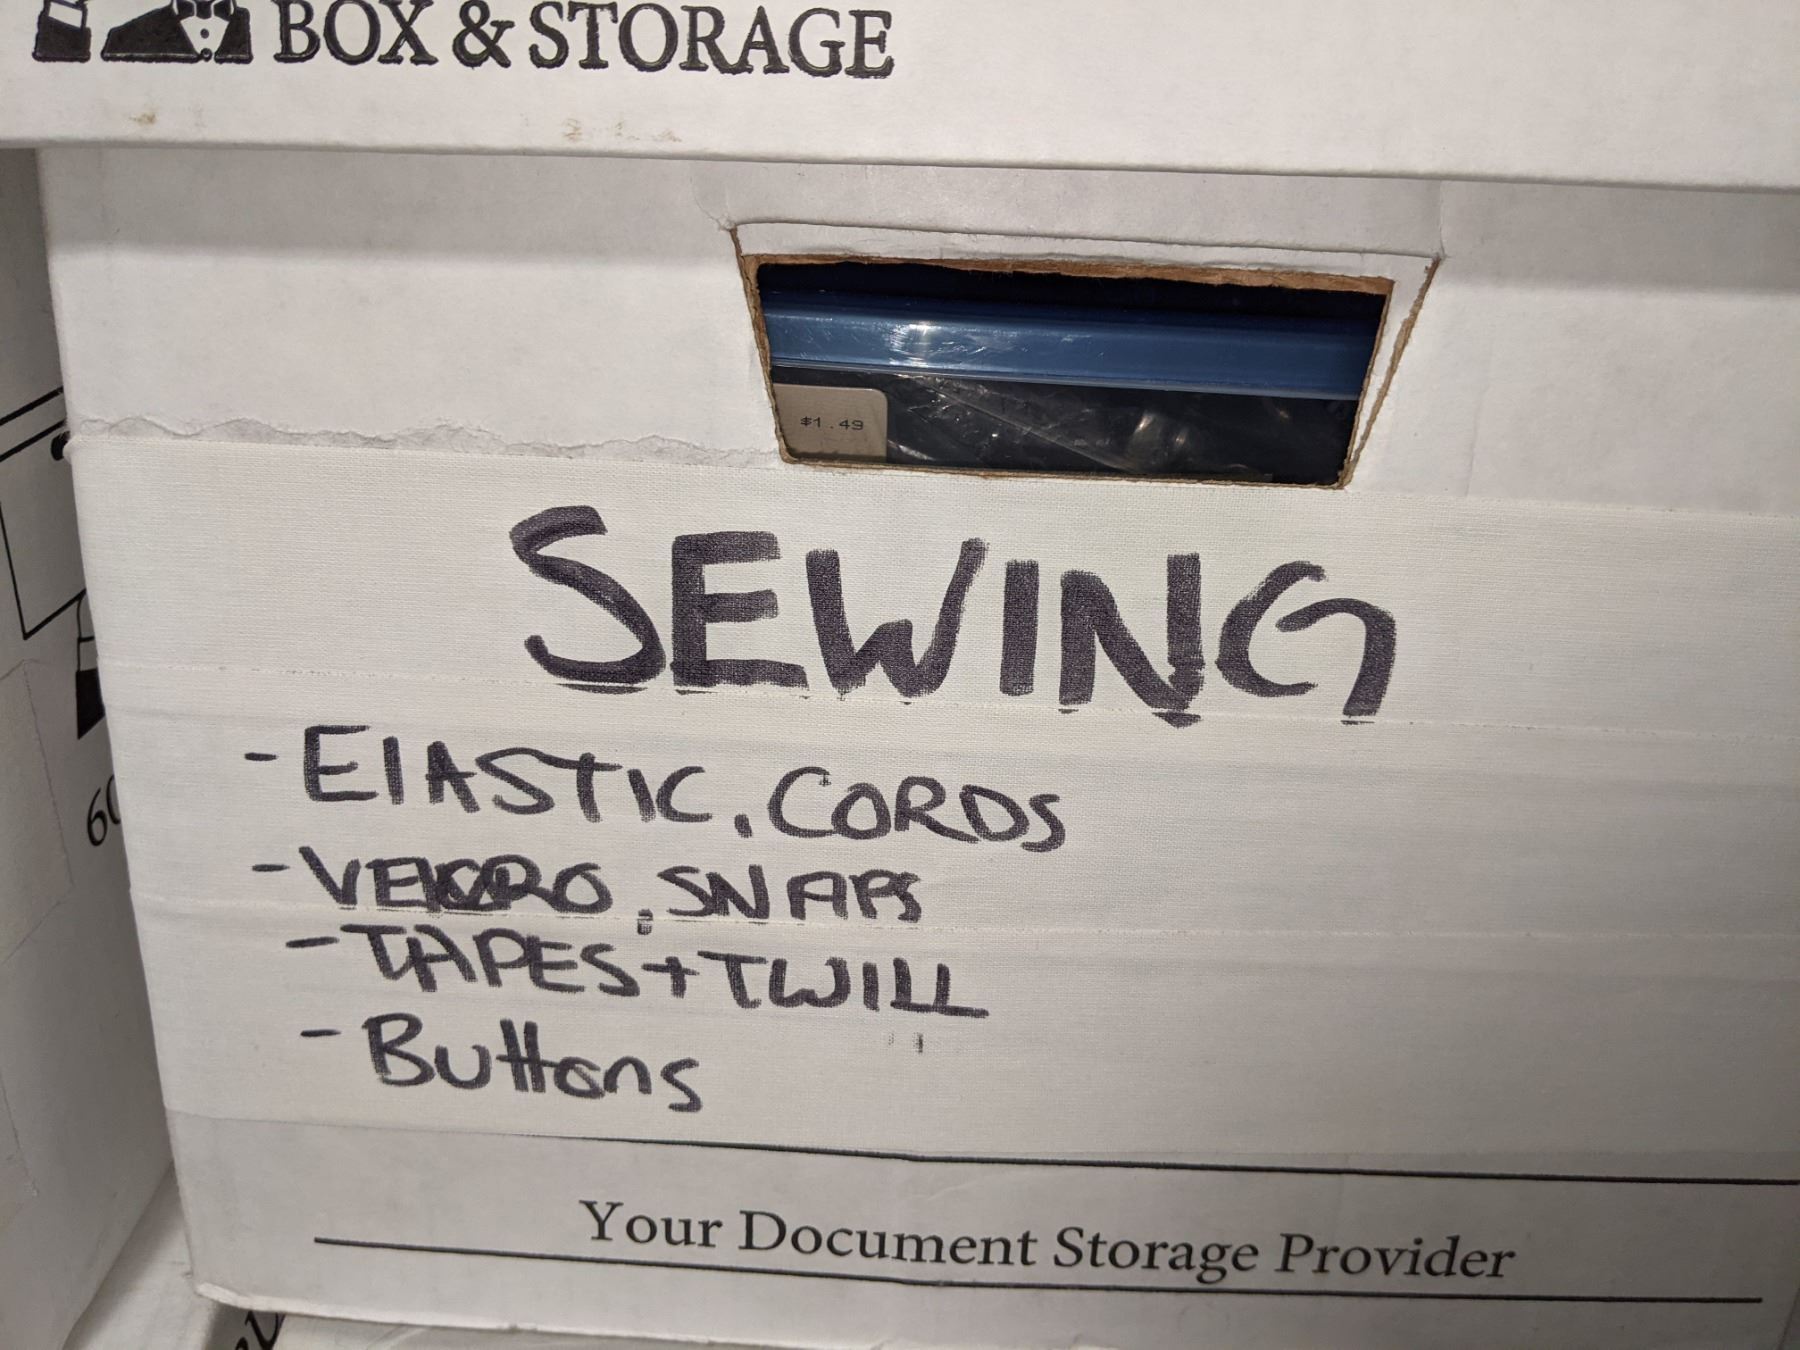 BOX & STORAGE
$1.49
SEWING
- ElASTIC, CORDS
- VELCRO, SNAPS
- TAPES + TWILL
- Buttons
Your Document Storage Provider